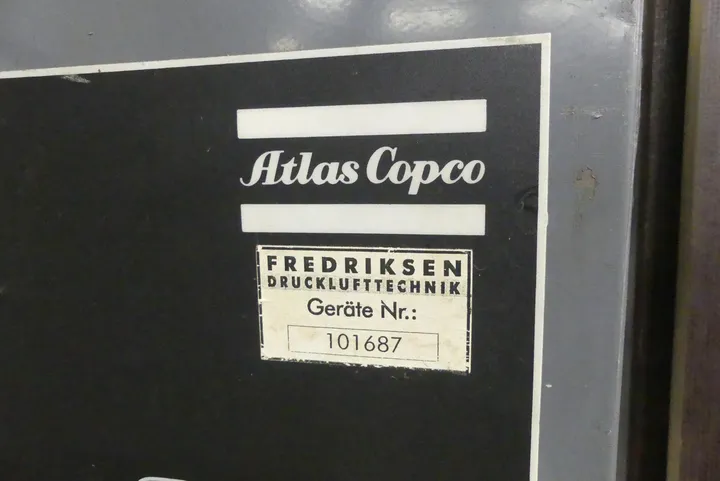 Atlas Copco
FREDRIKSEN
DRUCKLUFTTECHNIK
Geräte Nr.:
101687